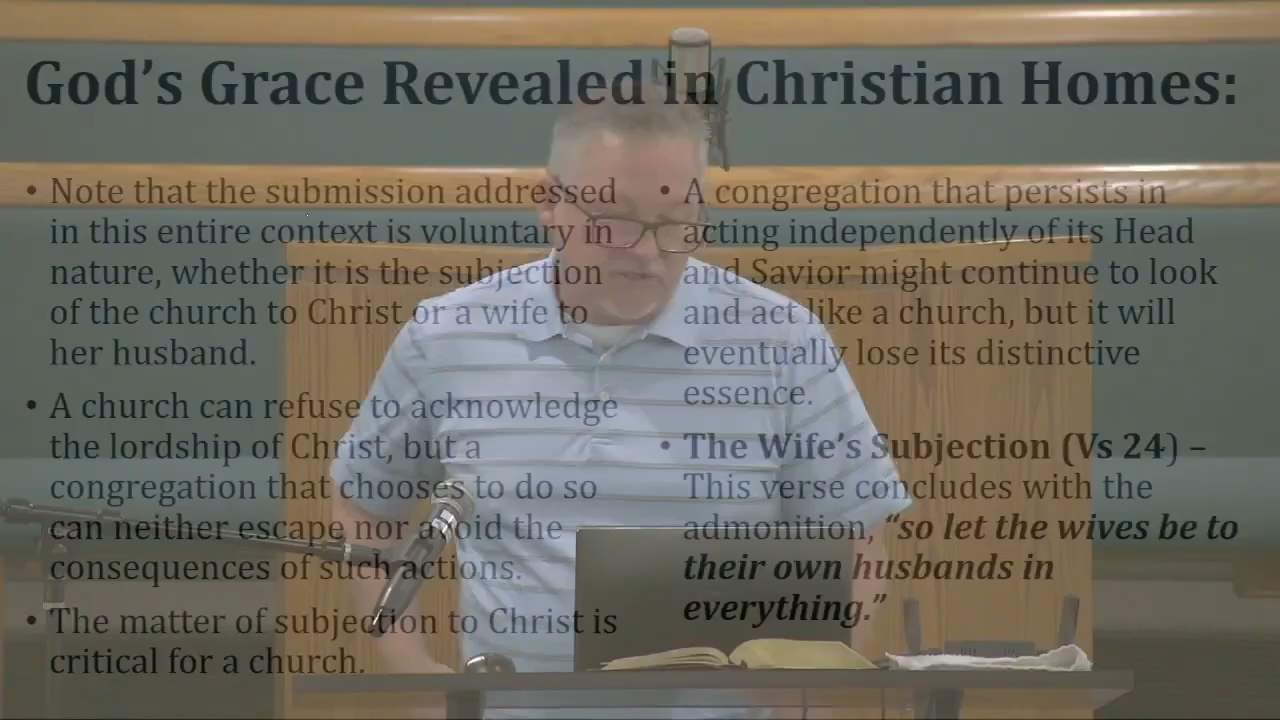 God’s Grace Revealed in Christian Homes:
• Note that the submission addressed
in this entire context is voluntary in
nature, whether it is the subjection
of the church to Christ or a wife to
her husband.
• A church can refuse to acknowledge
the lordship of Christ, but a
congregation that chooses to do so
can neither escape nor avoid the
consequences of such actions.
• The matter of subjection to Christ is
critical for a church.
• A congregation that persists in
acting independently of its Head
and Savior might continue to look
and act like a church, but it will
eventually lose its distinctive
essence.
• The Wife’s Subjection (Vs 24) –
This verse concludes with the
admonition, “so let the wives be to
their own husbands in
everything.”